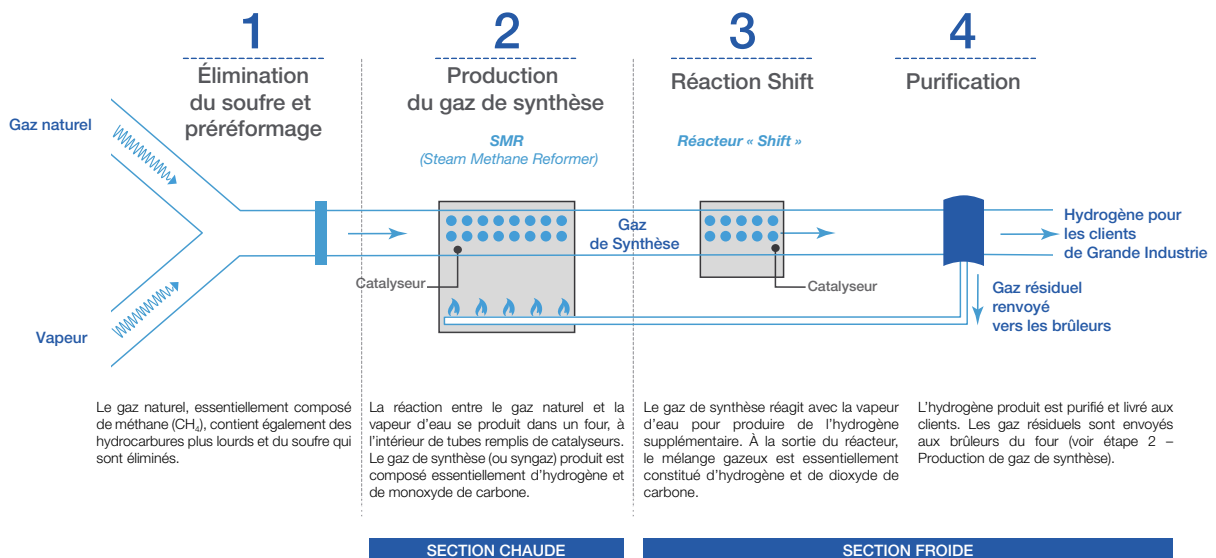 1
Élimination
du soufre et
préréformage
2
Production
du gaz de synthèse
SMR
(Steam Methane Reformer)
3
Réaction Shift
Réacteur « Shift »
4
Purification
Gaz naturel
Vapeur
Gaz
de Synthèse
Catalyseur
Catalyseur
Hydrogène pour
les clients
de Grande Industrie
Gaz résiduel
renvoyé
vers les brûleurs
Le gaz naturel, essentiellement composé
de méthane (CH₄), contient également des
hydrocarbures plus lourds et du soufre qui
sont éliminés.
La réaction entre le gaz naturel et la
vapeur d'eau se produit dans un four, à
l'intérieur de tubes remplis de catalyseurs.
Le gaz de synthèse (ou syngaz) produit est
composé essentiellement d'hydrogène et
de monoxyde de carbone.
Le gaz de synthèse réagit avec la vapeur
d'eau pour produire de l'hydrogène
supplémentaire. À la sortie du réacteur,
le mélange gazeux est essentiellement
constitué d'hydrogène et de dioxyde de
carbone.
L'hydrogène produit est purifié et livré aux
clients. Les gaz résiduels sont envoyés
aux brûleurs du four (voir étape 2 –
Production de gaz de synthèse).
SECTION CHAUDE
SECTION FROIDE